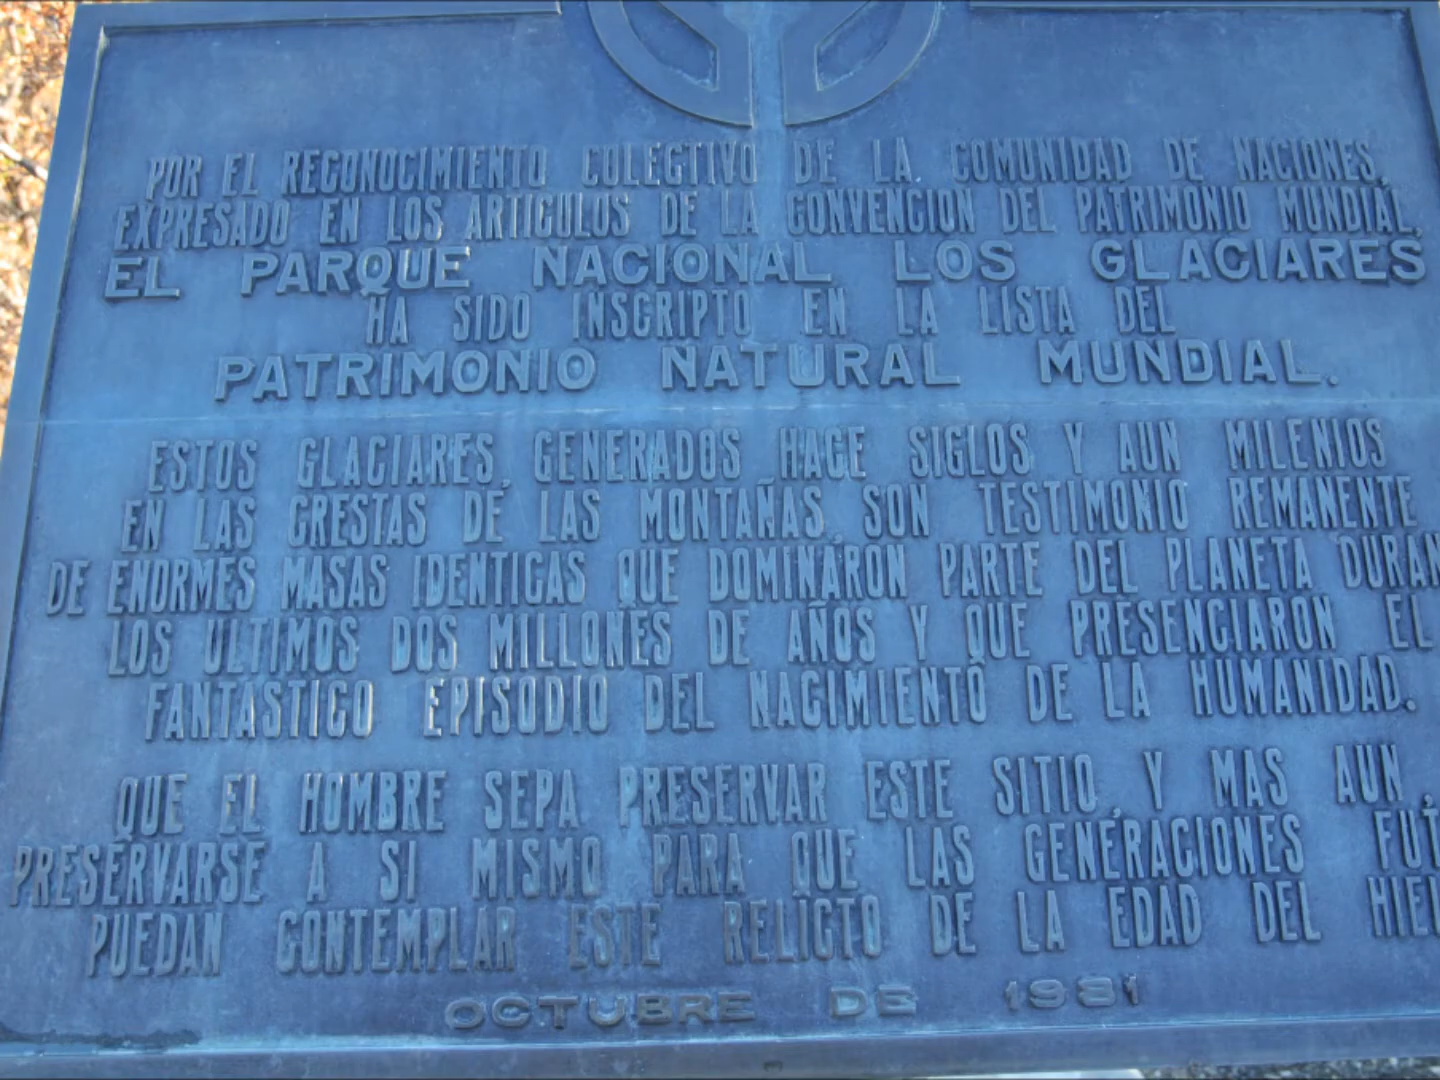 POR EL RECONOCIMIENTO COLECTIVO DE LA COMUNIDAD DE NACIONES,
EXPRESADO EN LOS ARTICULOS DE LA CONVENCION DEL PATRIMONIO MUNDIAL,
EL PARQUE NACIONAL LOS GLACIARES
HA SIDO INSCRIPTO EN LA LISTA DEL
PATRIMONIO NATURAL MUNDIAL.
ESTOS GLACIARES, GENERADOS HACE SIGLOS Y AUN MILENIOS
EN LAS CRESTAS DE LAS MONTAÑAS, SON TESTIMONIO REMANENTE
DE ENORMES MASAS IDENTICAS QUE DOMINARON PARTE DEL PLANETA DURAN
LOS ULTIMOS DOS MILLONES DE AÑOS Y QUE PRESENCIARON EL
FANTASTICO EPISODIO DEL NACIMIENTO DE LA HUMANIDAD.
QUE EL HOMBRE SEPA PRESERVAR ESTE SITIO, Y MAS AUN,
PRESERVARSE A SI MISMO PARA QUE LAS GENERACIONES FUT
PUEDAN CONTEMPLAR ESTE RELICTO DE LA EDAD DEL HIEL
OCTUBRE DE 1981